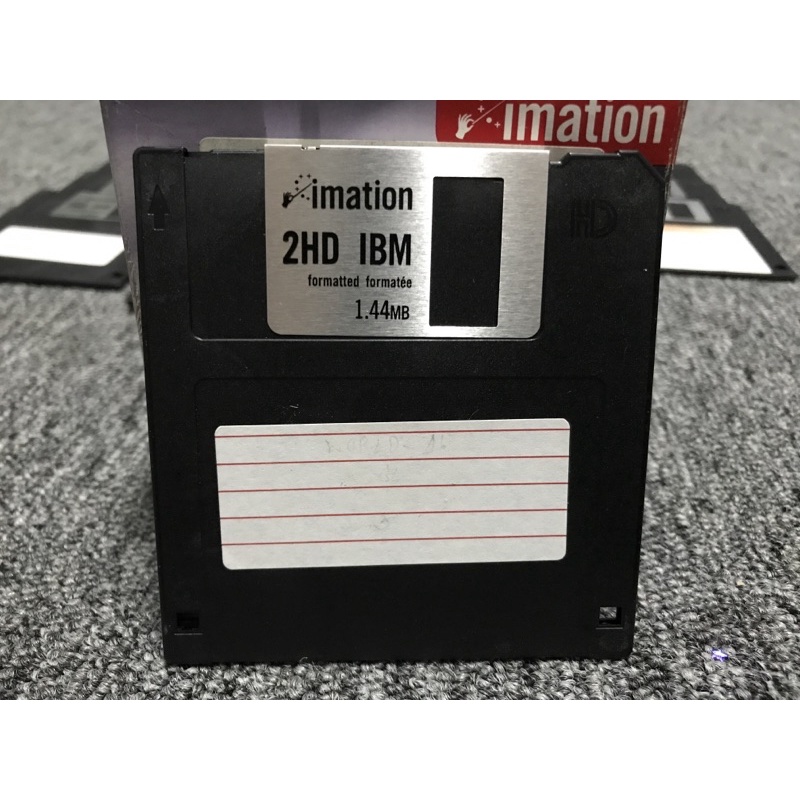 imation
imation
2HD IBM
formatted formatée
1.44MB
HD